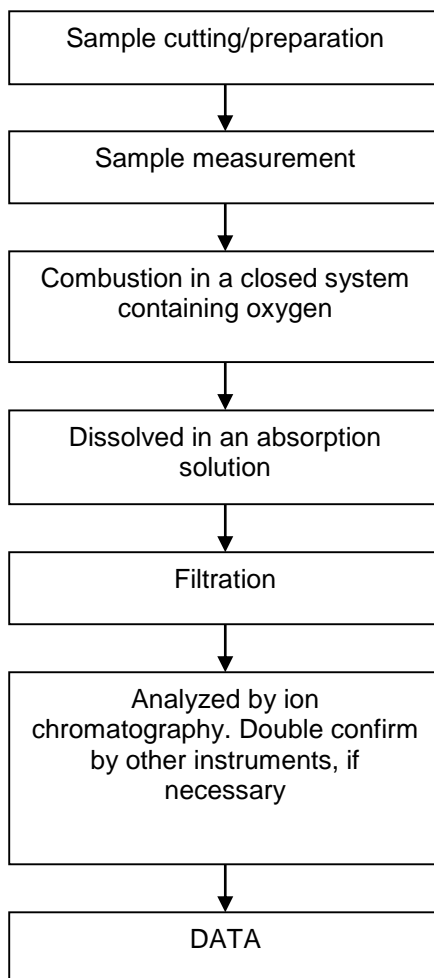 Sample cutting/preparation
Sample measurement
Combustion in a closed system
containing oxygen
Dissolved in an absorption
solution
Filtration
Analyzed by ion
chromatography. Double confirm
by other instruments, if
necessary
DATA